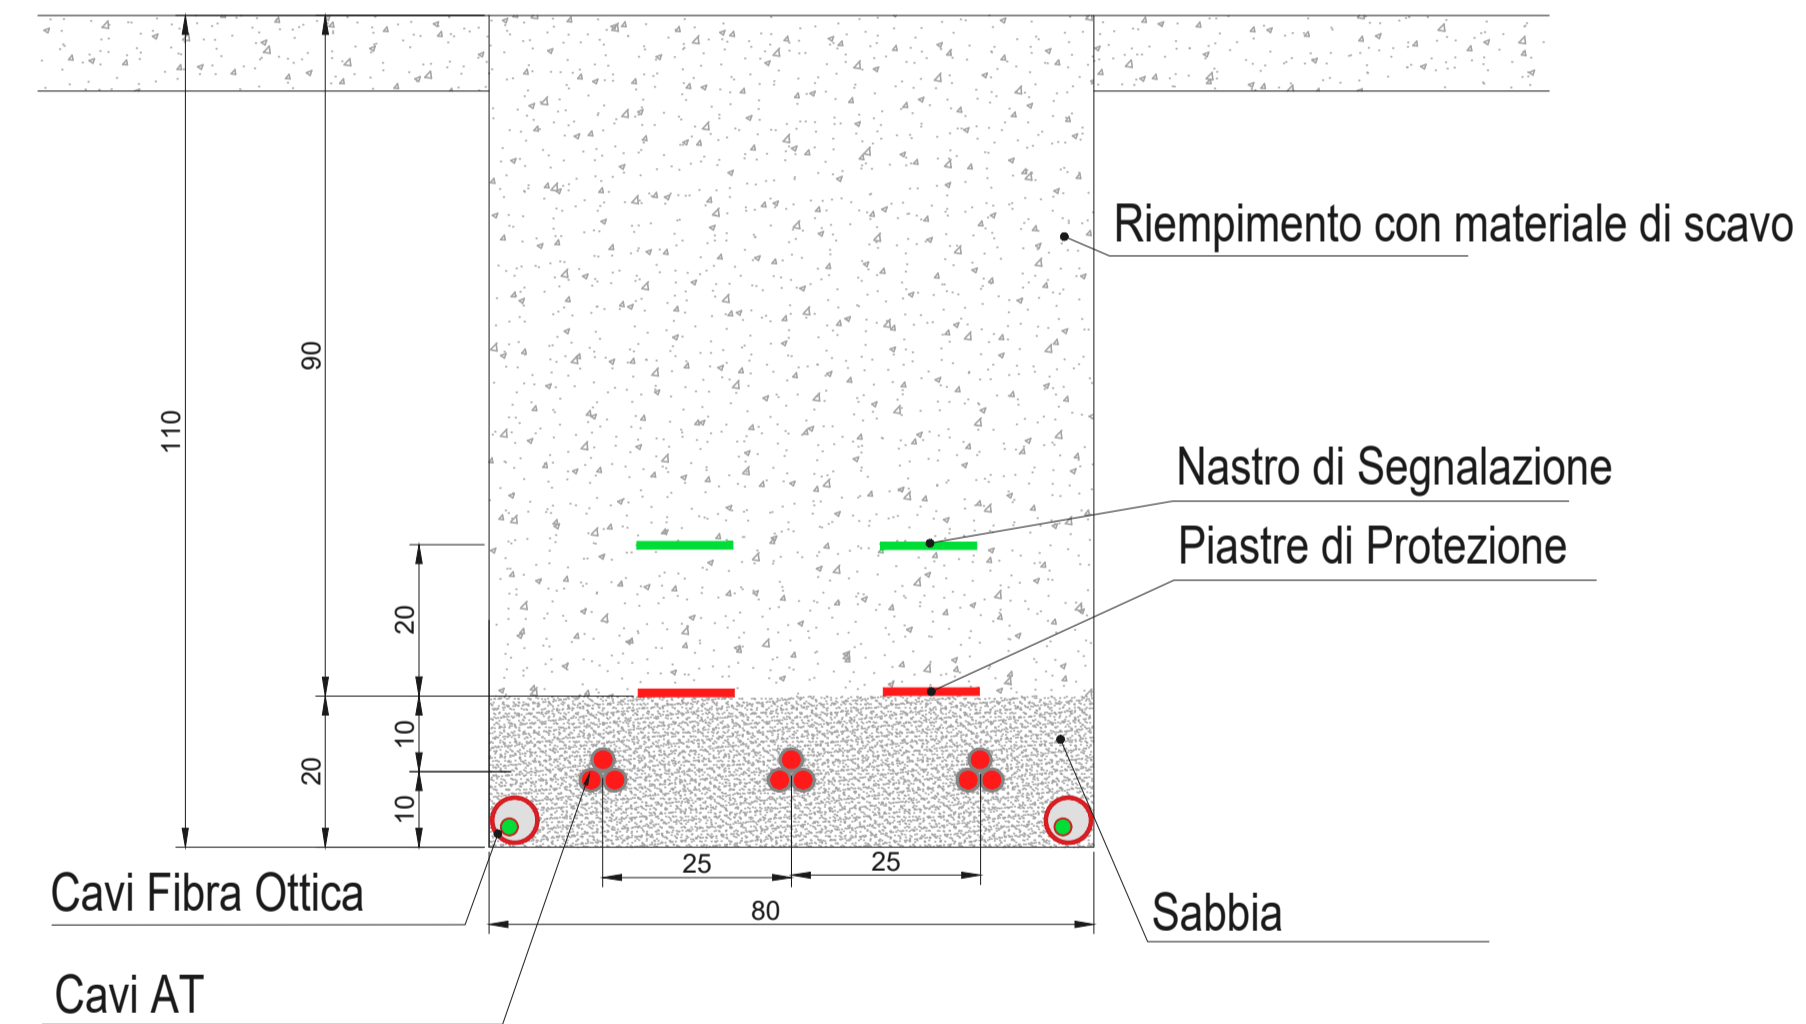 Riempimento con materiale di scavo
90
110
Nastro di Segnalazione
Piastre di Protezione
20
10
20
10
25
25
Cavi Fibra Ottica
80
Sabbia
Cavi AT